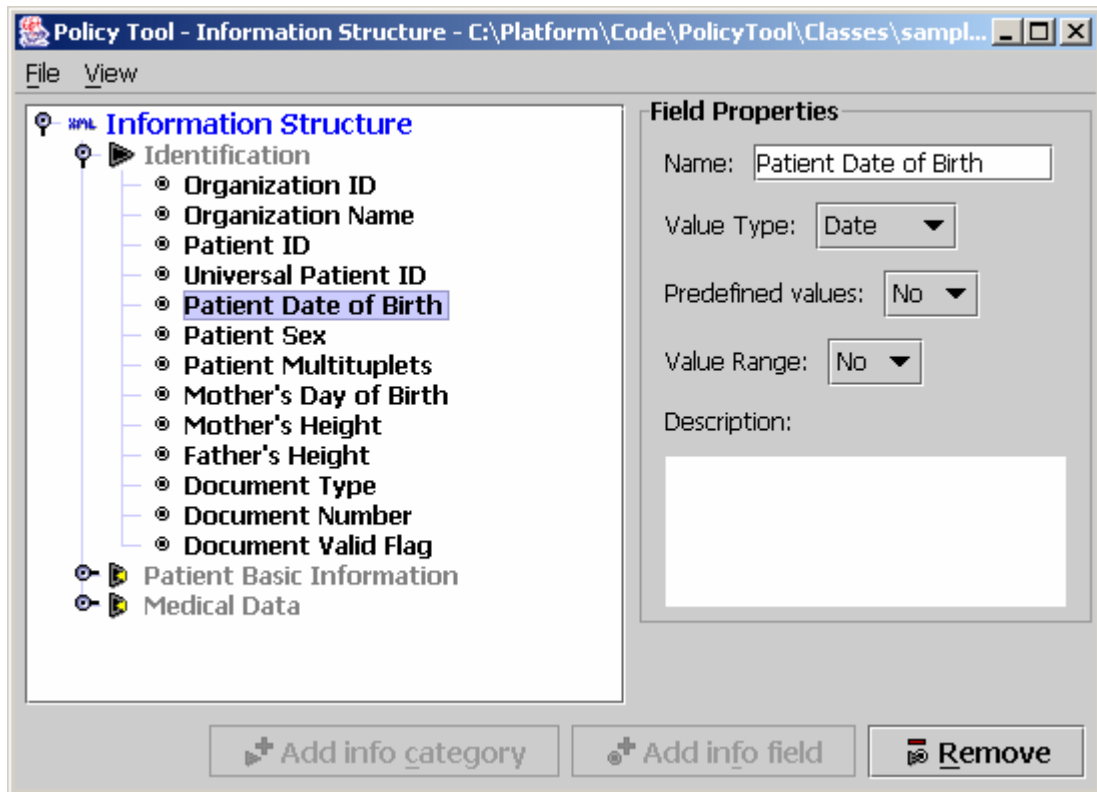 Policy Tool - Information Structure - C:\Platform\Code\PolicyTool\Classes\sampl...
File View
XML Information Structure
Identification
Organization ID
Organization Name
Patient ID
Universal Patient ID
Patient Date of Birth
Patient Sex
Patient Multituplets
Mother's Day of Birth
Mother's Height
Father's Height
Document Type
Document Number
Document Valid Flag
Patient Basic Information
Medical Data
Field Properties
Name: Patient Date of Birth
Value Type: Date
Predefined values: No
Value Range: No
Description:
Add info category Add info field Remove